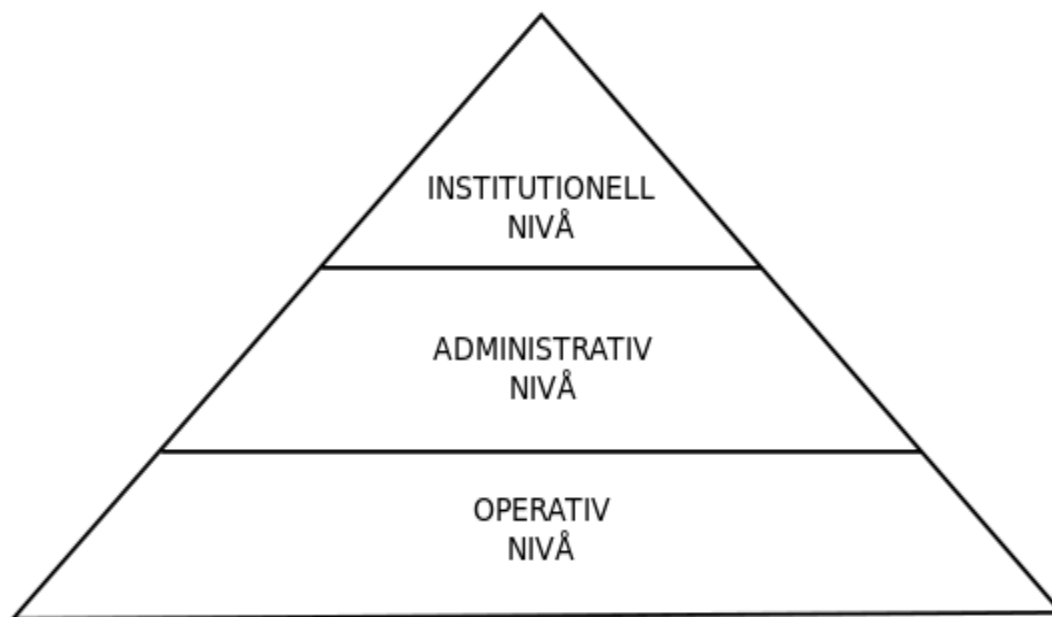 INSTITUTIONELL
NIVÅ
ADMINISTRATIV
NIVÅ
OPERATIV
NIVÅ